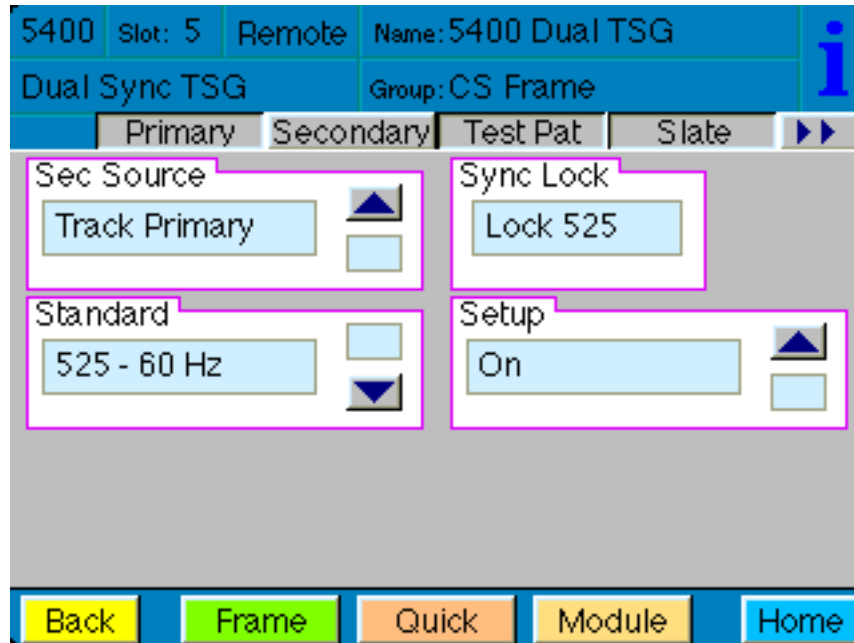 5400 Slot: 5 Remote Name: 5400 Dual TSG
Dual Sync TSG Group: CS Frame
i
Primary Secondary Test Pat Slate
Sec Source
Track Primary
Sync Lock
Lock 525
Standard
525 - 60 Hz
Setup
On
Back Frame Quick Module Home